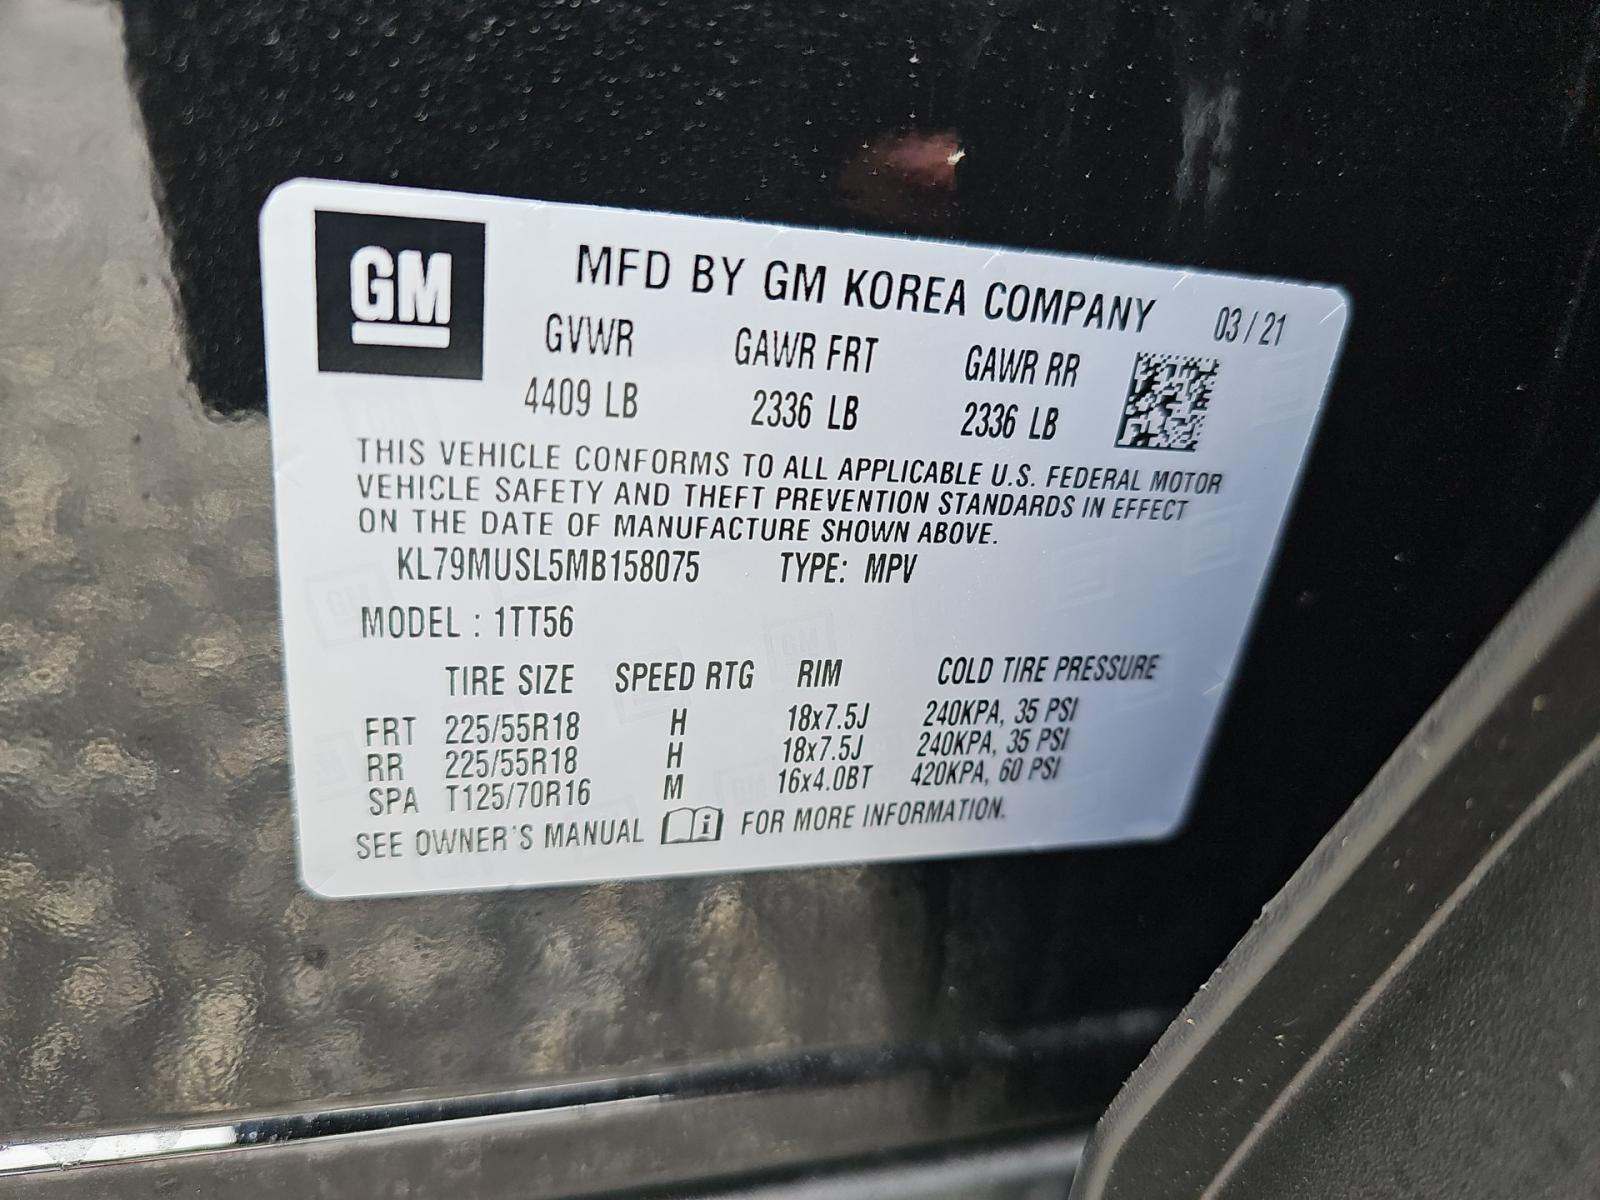 GM
MFD BY GM KOREA COMPANY 03 / 21
GVWR GAWR FRT GAWR RR
4409 LB 2336 LB 2336 LB
THIS VEHICLE CONFORMS TO ALL APPLICABLE U.S. FEDERAL MOTOR
VEHICLE SAFETY AND THEFT PREVENTION STANDARDS IN EFFECT
ON THE DATE OF MANUFACTURE SHOWN ABOVE.
KL79MUSL5MB158075 TYPE: MPV
MODEL : 1TT56
TIRE SIZE SPEED RTG RIM COLD TIRE PRESSURE
FRT 225/55R18 H 18x7.5J 240KPA, 35 PSI
RR 225/55R18 H 18x7.5J 240KPA, 35 PSI
SPA T125/70R16 M 16x4.0BT 420KPA, 60 PSI
SEE OWNER'S MANUAL i FOR MORE INFORMATION.